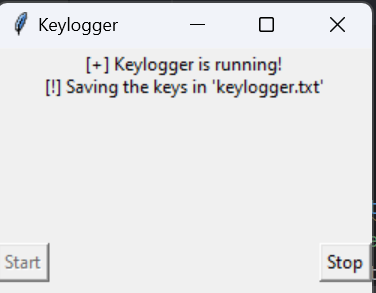 Keylogger
[+] Keylogger is running!
[!] Saving the keys in 'keylogger.txt'
Start
Stop